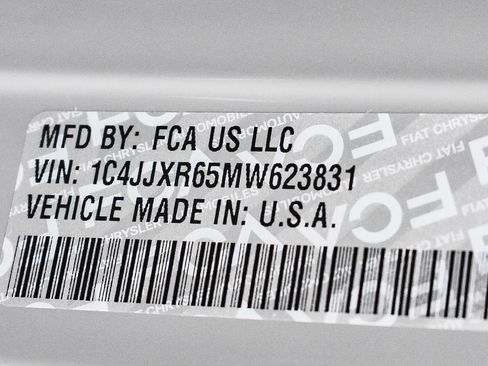 MFD BY: FCA US LLC
VIN: 1C4JJXR65MW623831
VEHICLE MADE IN: U.S.A.